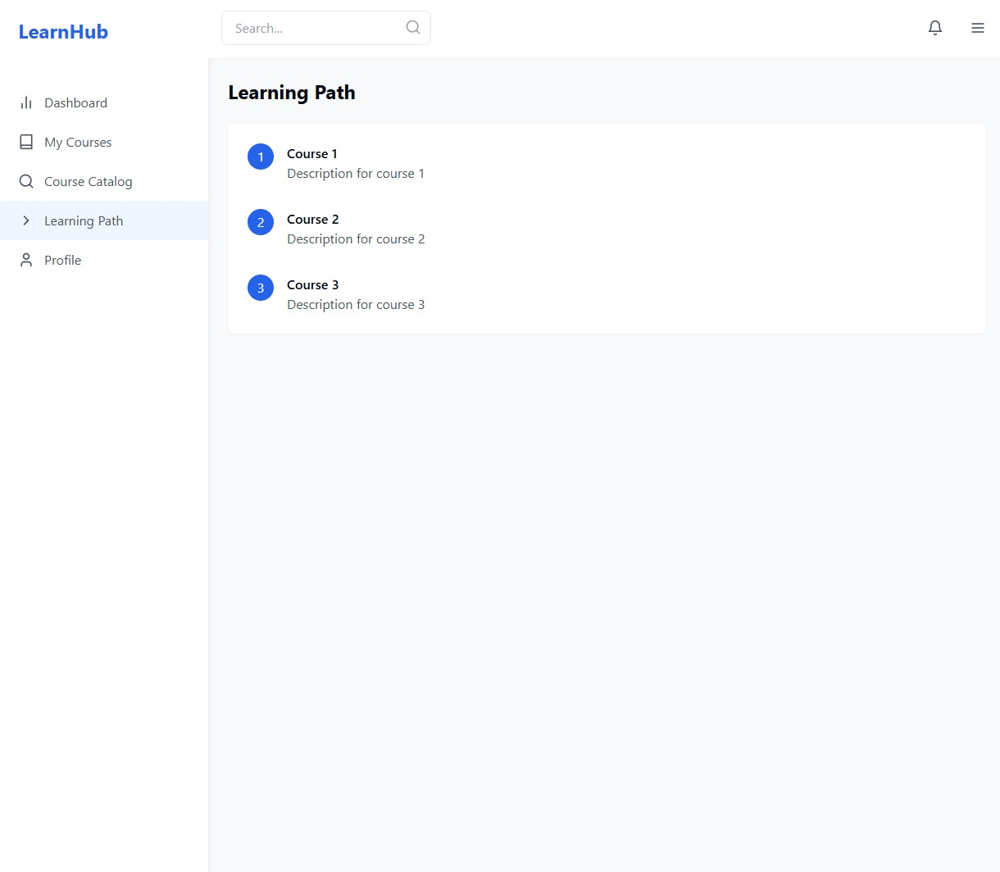 LearnHub
Search...
Dashboard
My Courses
Course Catalog
Learning Path
Profile
Learning Path
1
Course 1
Description for course 1
2
Course 2
Description for course 2
3
Course 3
Description for course 3